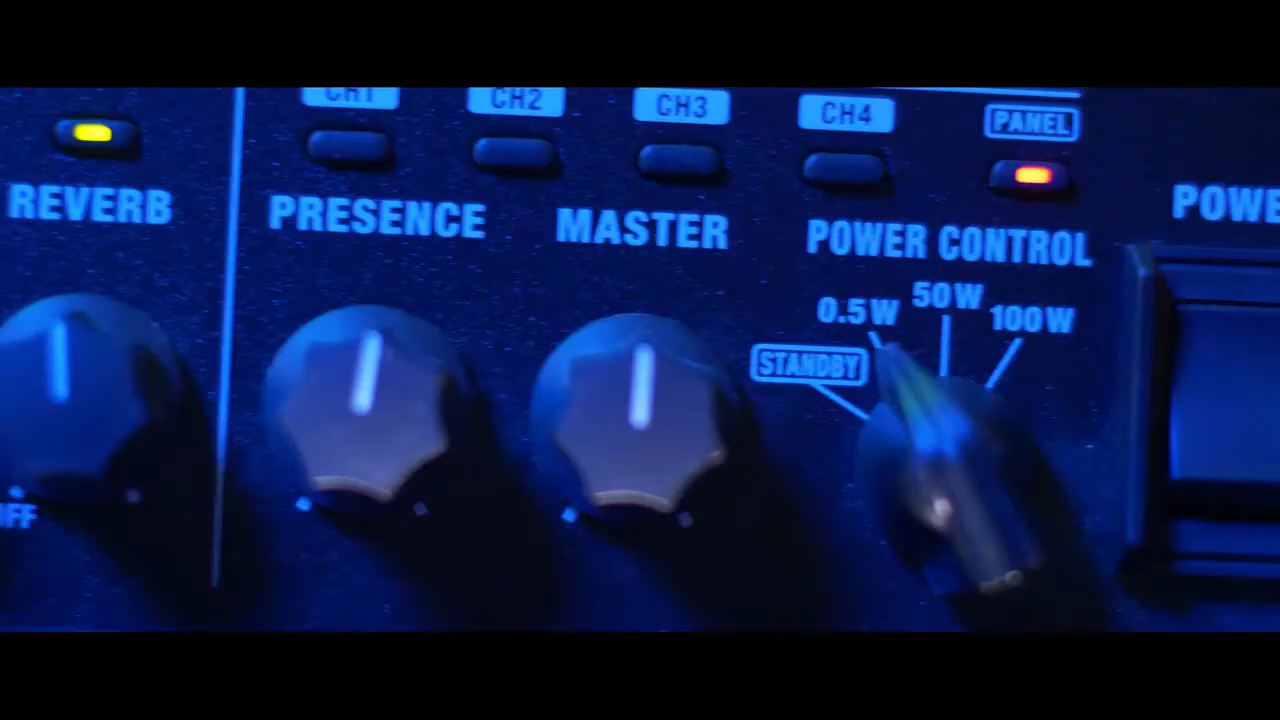 CH1 CH2 CH3 CH4 PANEL
REVERB PRESENCE MASTER POWER CONTROL
0.5W 50W 100W
STANDBY